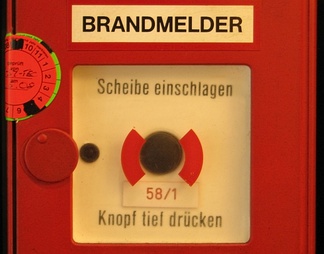 BRANDMELDER
Scheibe einschlagen
58/1
Knopf tief drücken